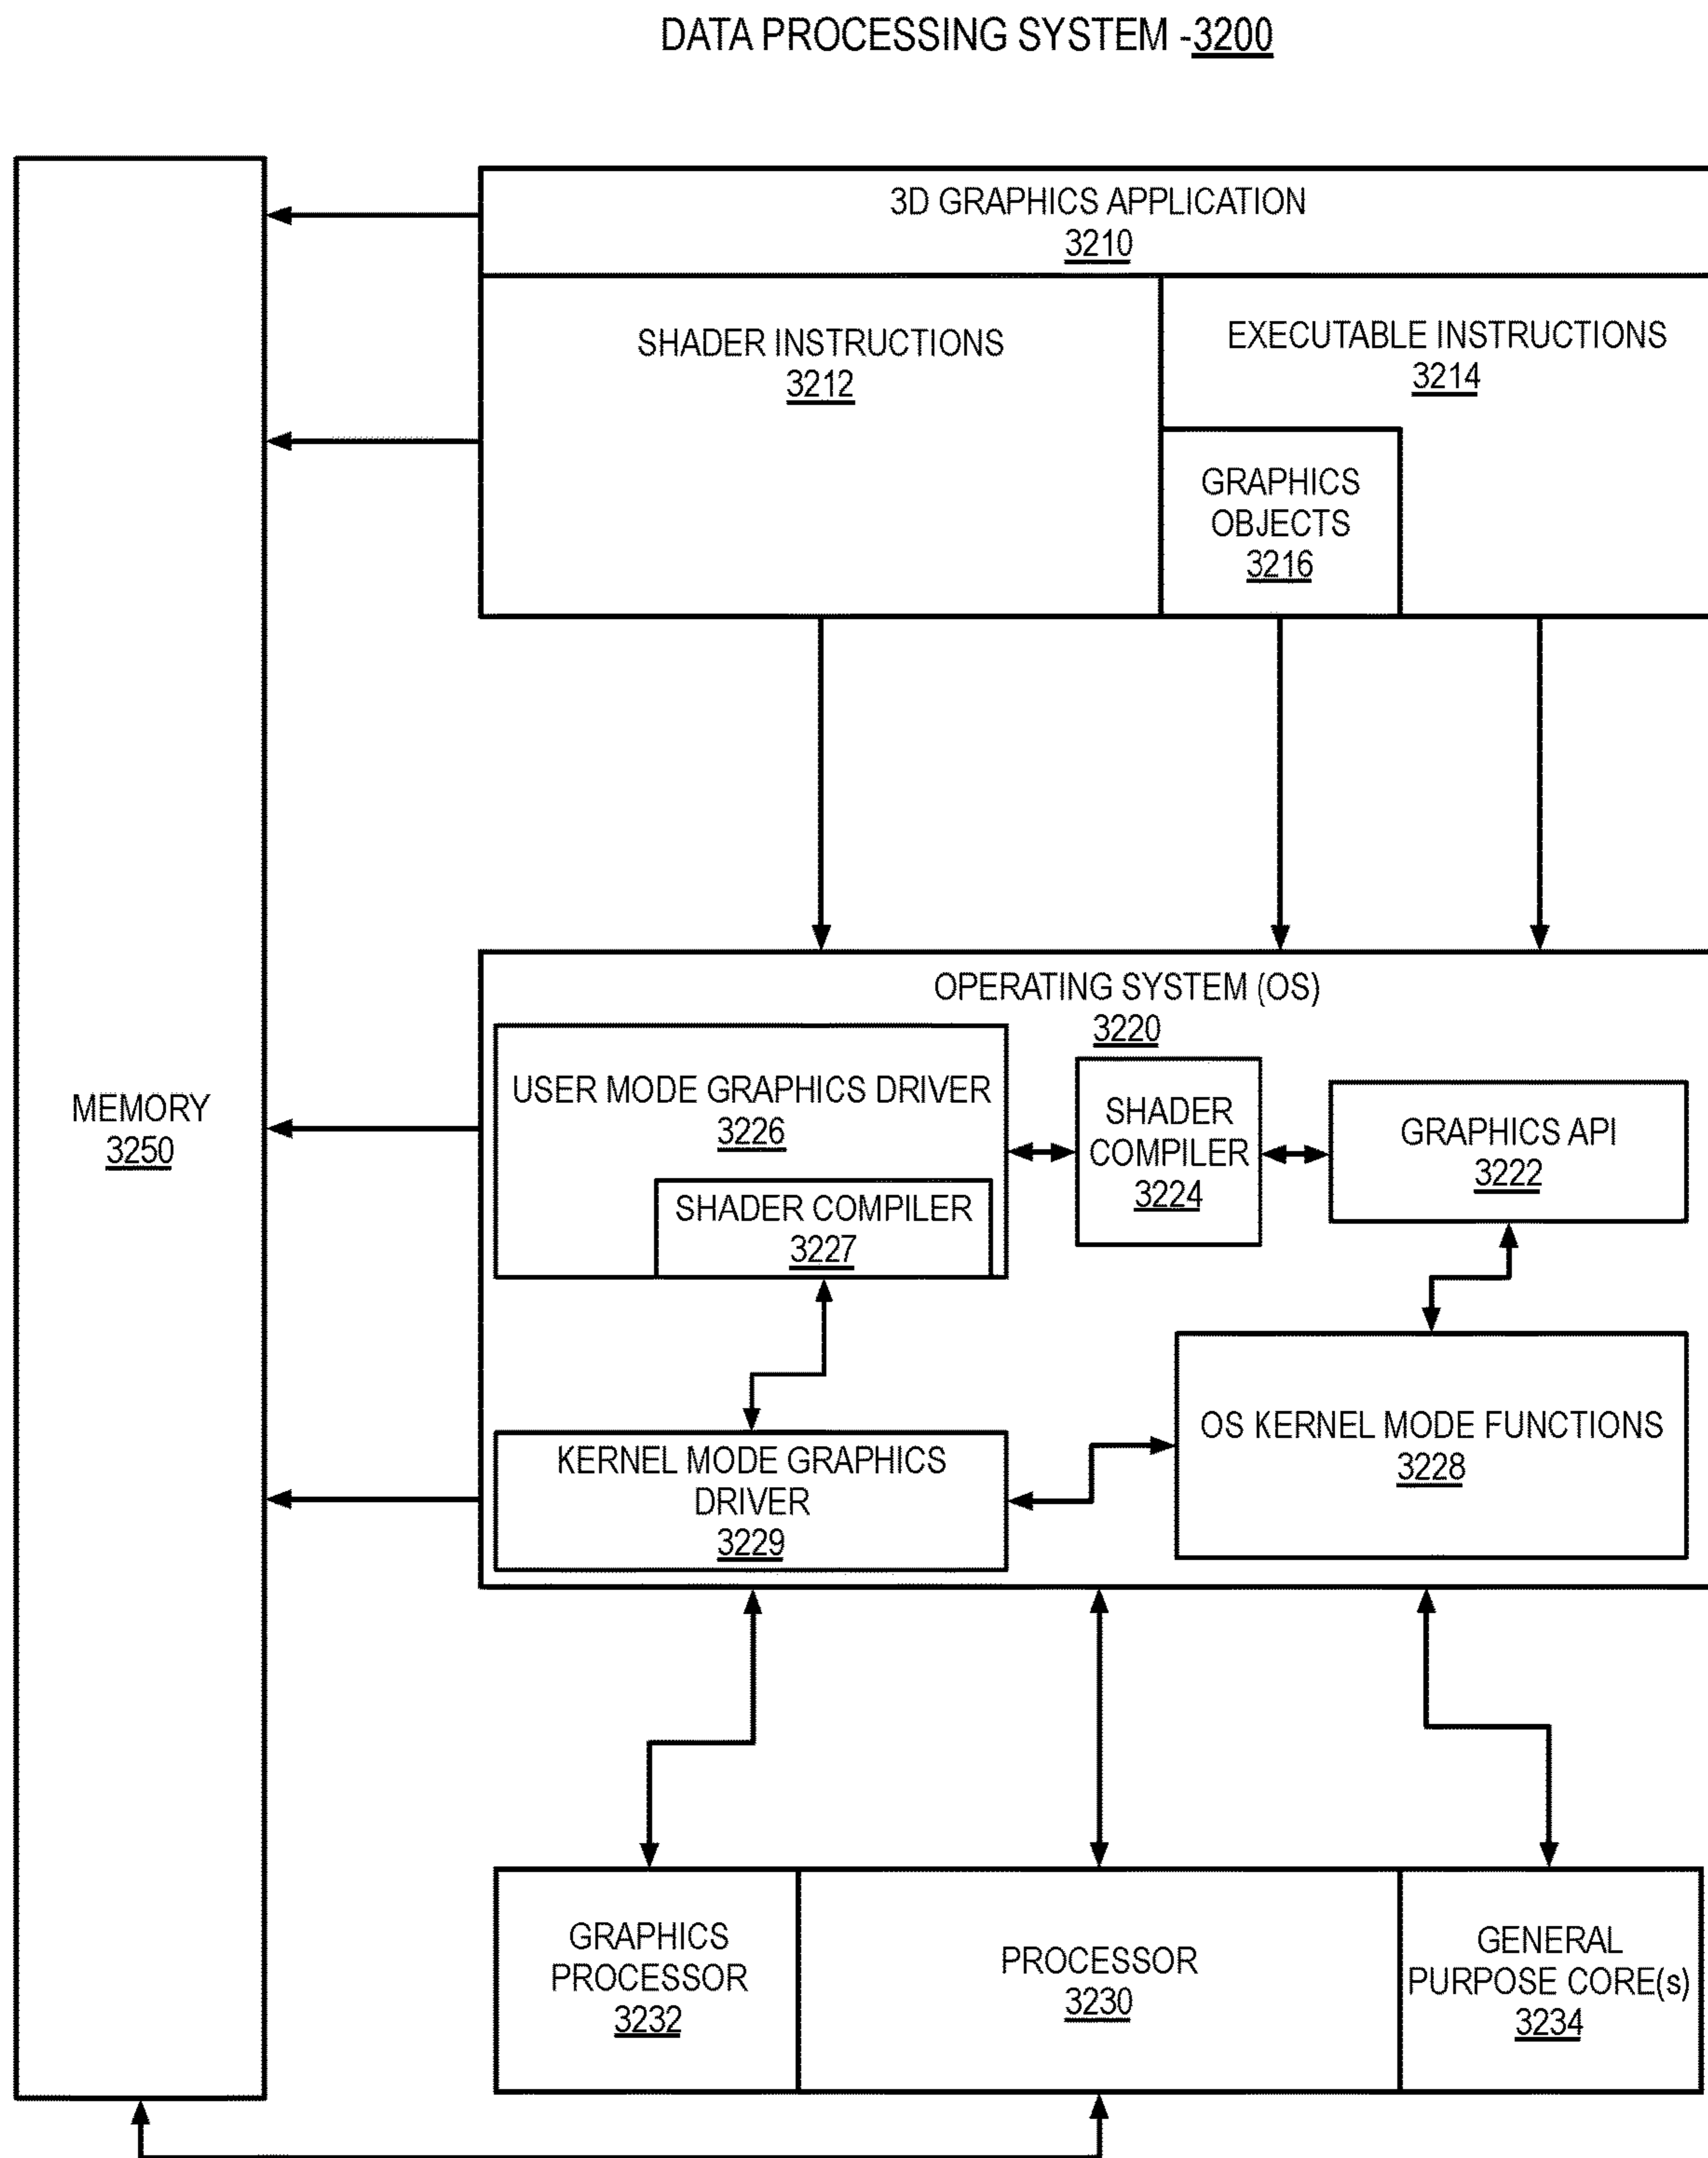 DATA PROCESSING SYSTEM -3200
3D GRAPHICS APPLICATION
3210
SHADER INSTRUCTIONS
3212
EXECUTABLE INSTRUCTIONS
3214
GRAPHICS
OBJECTS
3216
MEMORY
3250
OPERATING SYSTEM (OS)
3220
USER MODE GRAPHICS DRIVER
3226
SHADER COMPILER
3227
SHADER
COMPILER
3224
GRAPHICS API
3222
KERNEL MODE GRAPHICS
DRIVER
3229
OS KERNEL MODE FUNCTIONS
3228
GRAPHICS
PROCESSOR
3232
PROCESSOR
3230
GENERAL
PURPOSE CORE(s)
3234